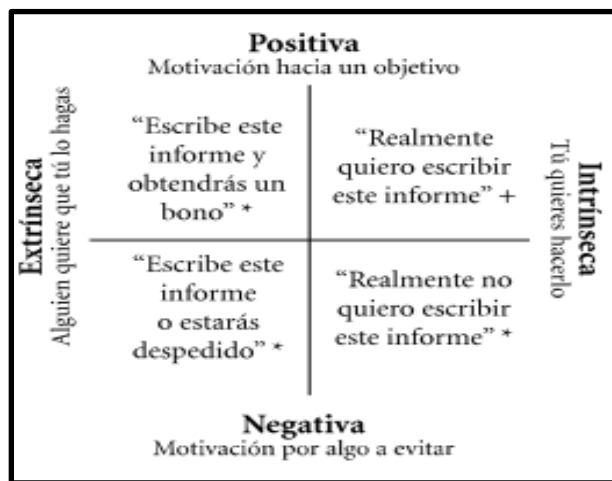 Positiva
Motivación hacia un objetivo
Extrínseca
Alguien quiere que tú lo hagas
“Escribe este
informe y
obtendrás un
bono” *
“Realmente
quiero escribir
este informe” +
Intrínseca
Tú quieres hacerlo
“Escribe este
informe
o estarás
despedido” *
“Realmente no
quiero escribir
este informe” *
Negativa
Motivación por algo a evitar